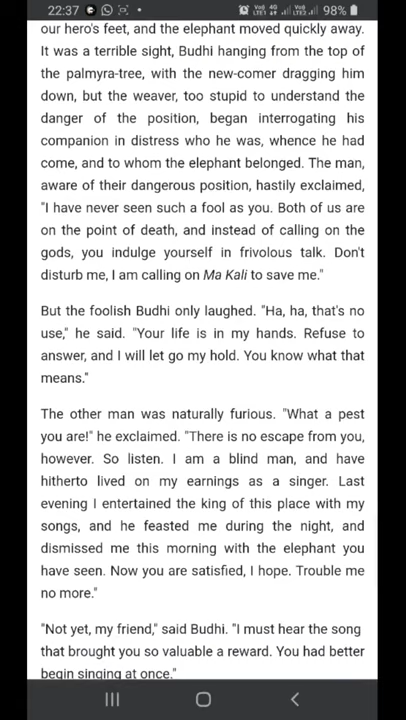 22:37 98%
our hero's feet, and the elephant moved quickly away.
It was a terrible sight, Budhi hanging from the top of
the palmyra-tree, with the new-comer dragging him
down, but the weaver, too stupid to understand the
danger of the position, began interrogating his
companion in distress who he was, whence he had
come, and to whom the elephant belonged. The man,
aware of their dangerous position, hastily exclaimed,
"I have never seen such a fool as you. Both of us are
on the point of death, and instead of calling on the
gods, you indulge yourself in frivolous talk. Don't
disturb me, I am calling on Ma Kali to save me."
But the foolish Budhi only laughed. "Ha, ha, that's no
use," he said. "Your life is in my hands. Refuse to
answer, and I will let go my hold. You know what that
means."
The other man was naturally furious. "What a pest
you are!" he exclaimed. "There is no escape from you,
however. So listen. I am a blind man, and have
hitherto lived on my earnings as a singer. Last
evening I entertained the king of this place with my
songs, and he feasted me during the night, and
dismissed me this morning with the elephant you
have seen. Now you are satisfied, I hope. Trouble me
no more."
"Not yet, my friend," said Budhi. "I must hear the song
that brought you so valuable a reward. You had better
begin singing at once."